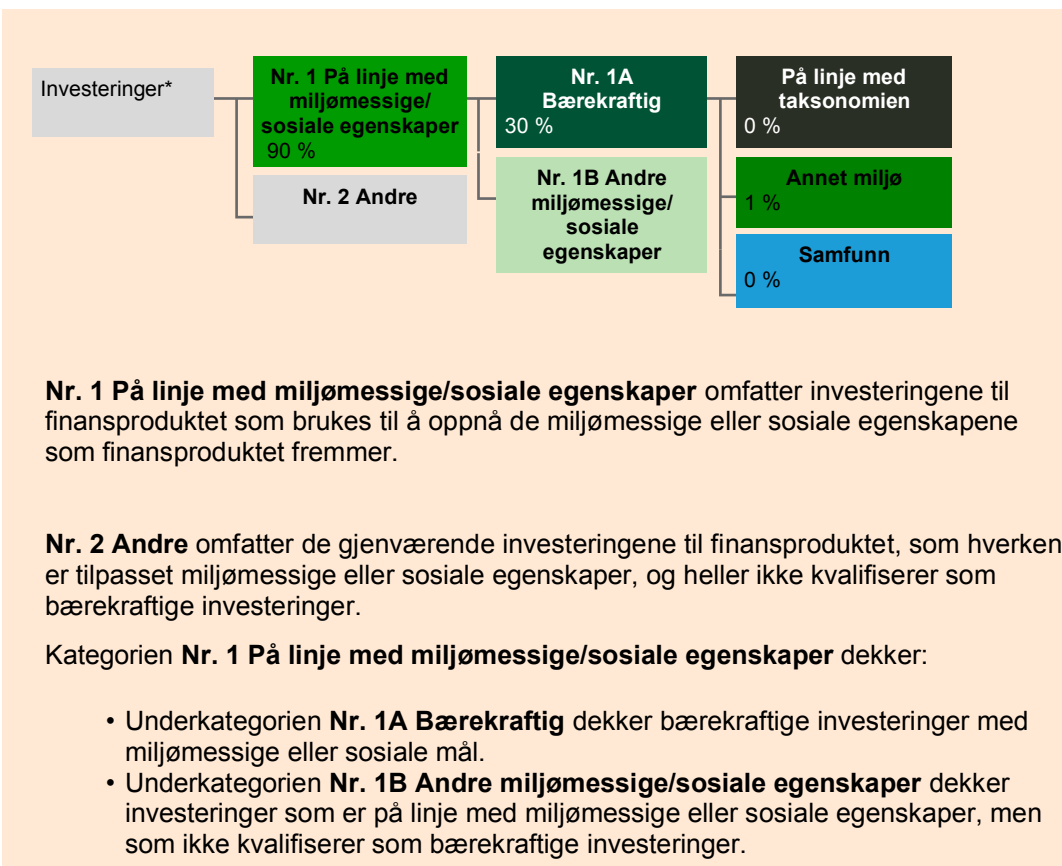 Investeringer*
Nr. 1 På linje med
miljømessige/
sosiale egenskaper
90 %
Nr. 2 Andre
Nr. 1A
Bærekraftig
30 %
Nr. 1B Andre
miljømessige/
sosiale
egenskaper
På linje med
taksonomien
0 %
Annet miljø
1 %
Samfunn
0 %
Nr. 1 På linje med miljømessige/sosiale egenskaper omfatter investeringene til
finansproduktet som brukes til å oppnå de miljømessige eller sosiale egenskapene
som finansproduktet fremmer.
Nr. 2 Andre omfatter de gjenværende investeringene til finansproduktet, som hverken
er tilpasset miljømessige eller sosiale egenskaper, og heller ikke kvalifiserer som
bærekraftige investeringer.
Kategorien Nr. 1 På linje med miljømessige/sosiale egenskaper dekker:
• Underkategorien Nr. 1A Bærekraftig dekker bærekraftige investeringer med
miljømessige eller sosiale mål.
• Underkategorien Nr. 1B Andre miljømessige/sosiale egenskaper dekker
investeringer som er på linje med miljømessige eller sosiale egenskaper, men
som ikke kvalifiserer som bærekraftige investeringer.